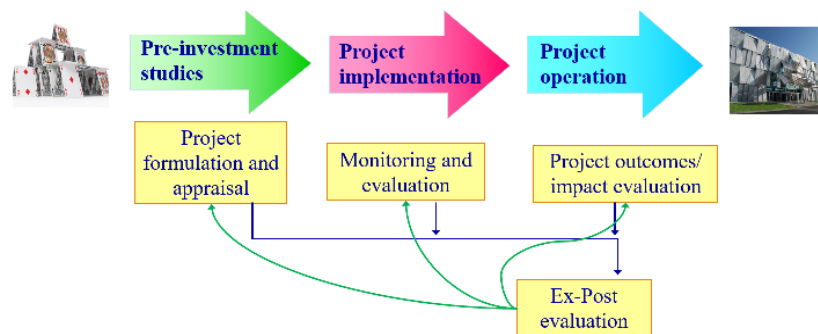 Pre-investment
studies
Project
implementation
Project
operation
Project
formulation and
appraisal
Monitoring and
evaluation
Project outcomes/
impact evaluation
Ex-Post
evaluation